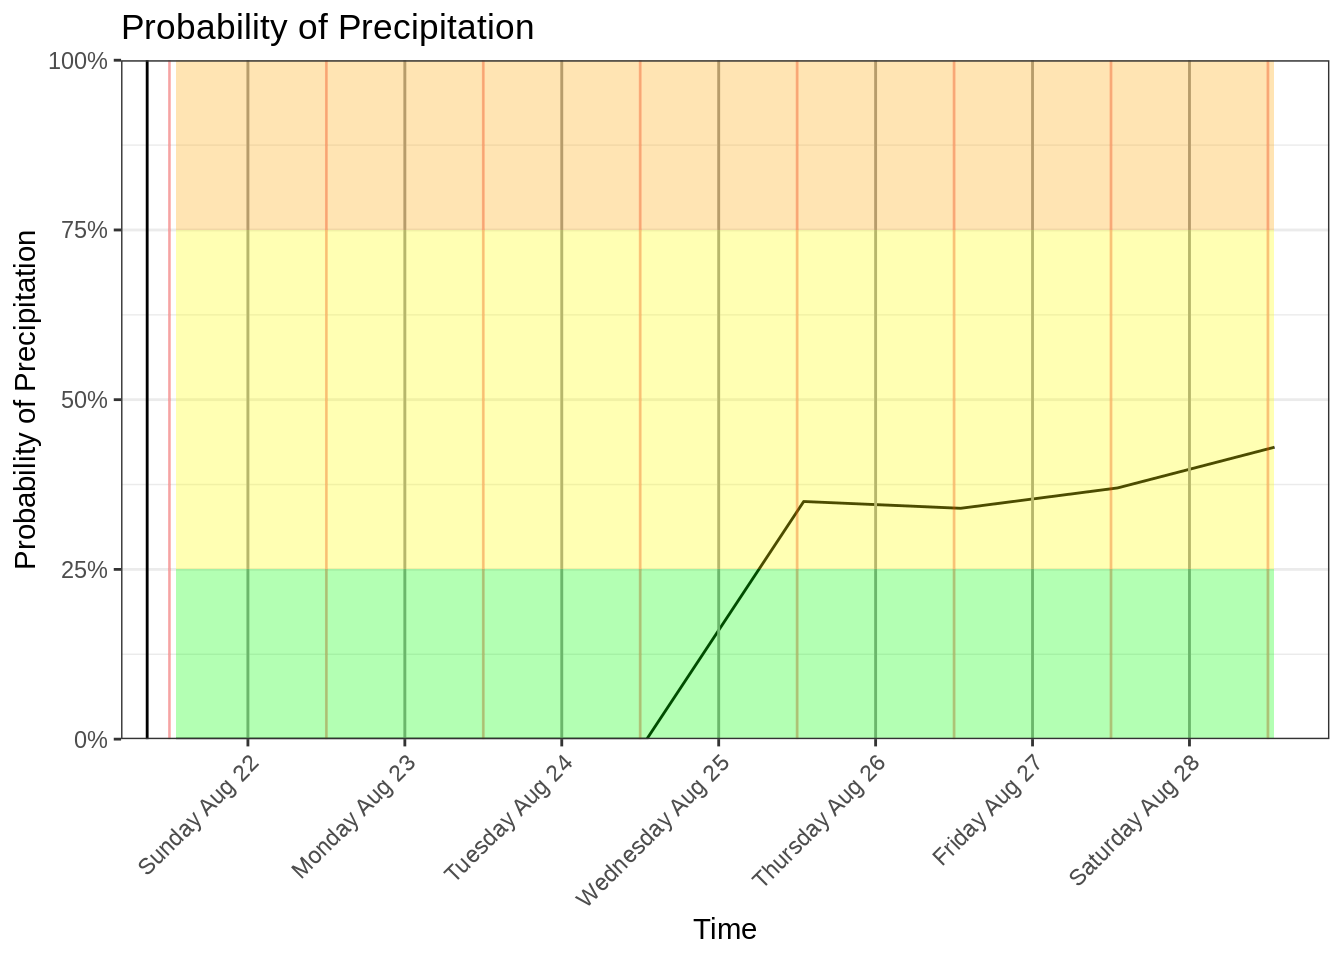 Probability of Precipitation
Probability of Precipitation
100%
75%
50%
25%
0%
Sunday Aug 22
Monday Aug 23
Tuesday Aug 24
Wednesday Aug 25
Thursday Aug 26
Friday Aug 27
Saturday Aug 28
Time